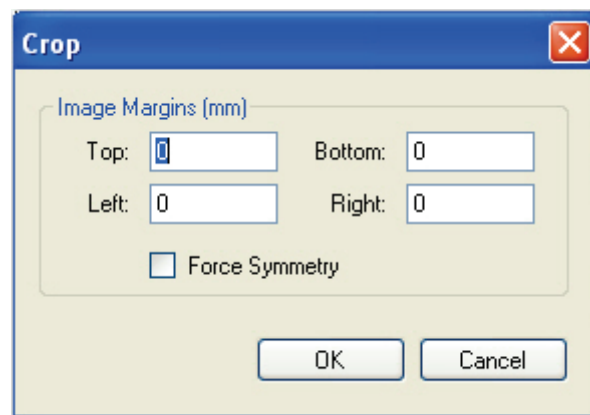 Crop
Image Margins (mm)
Top: 0 Bottom: 0
Left: 0 Right: 0
Force Symmetry
OK Cancel